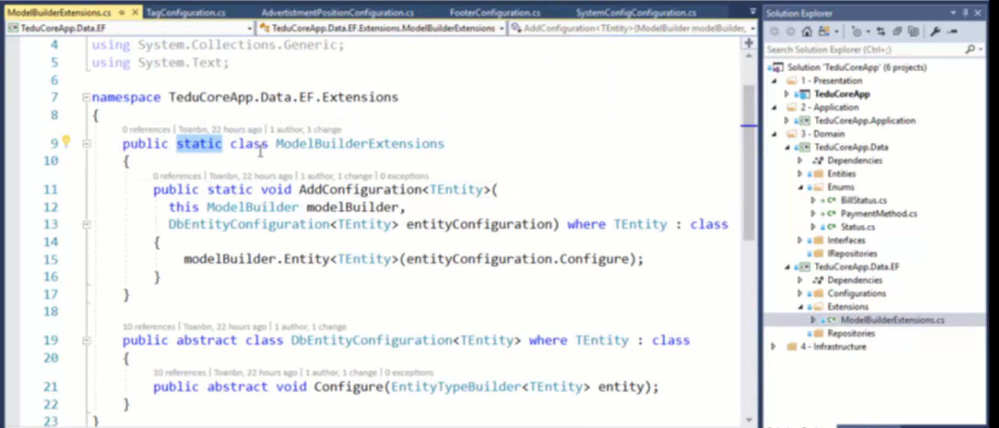 ModelBuilderExtensions.cs TagConfiguration.cs AdvertistmentPositionConfiguration.cs FooterConfiguration.cs SystemConfigConfiguration.cs
TeduCoreApp.Data.EF TeduCoreApp.Data.EF.Extensions.ModelBuilderExtensions AddConfiguration<TEntity>(ModelBuilder modelBuilder,
4 using System.Collections.Generic;
5 using System.Text;
6
7 namespace TeduCoreApp.Data.EF.Extensions
8 {
0 references | Toanbn, 22 hours ago | 1 author, 1 change
9 public static class ModelBuilderExtensions
10 {
0 references | Toanbn, 22 hours ago | 1 author, 1 change | 0 exceptions
11 public static void AddConfiguration<TEntity>(
12 this ModelBuilder modelBuilder,
13 DbEntityConfiguration<TEntity> entityConfiguration) where TEntity : class
14 {
15 modelBuilder.Entity<TEntity>(entityConfiguration.Configure);
16 }
17 }
18
10 references | Toanbn, 22 hours ago | 1 author, 1 change
19 public abstract class DbEntityConfiguration<TEntity> where TEntity : class
20 {
10 references | Toanbn, 22 hours ago | 1 author, 1 change | 0 exceptions
21 public abstract void Configure(EntityTypeBuilder<TEntity> entity);
22 }
23 }
Solution Explorer
Search Solution Explorer (Ctrl+;)
Solution 'TeduCoreApp' (6 projects)
1 - Presentation
TeduCoreApp
2 - Application
TeduCoreApp.Application
3 - Domain
TeduCoreApp.Data
Dependencies
Entities
Enums
BillStatus.cs
PaymentMethod.cs
Status.cs
Interfaces
IRepositories
TeduCoreApp.Data.EF
Dependencies
Configurations
Extensions
ModelBuilderExtensions.cs
Repositories
4 - Infrastructure